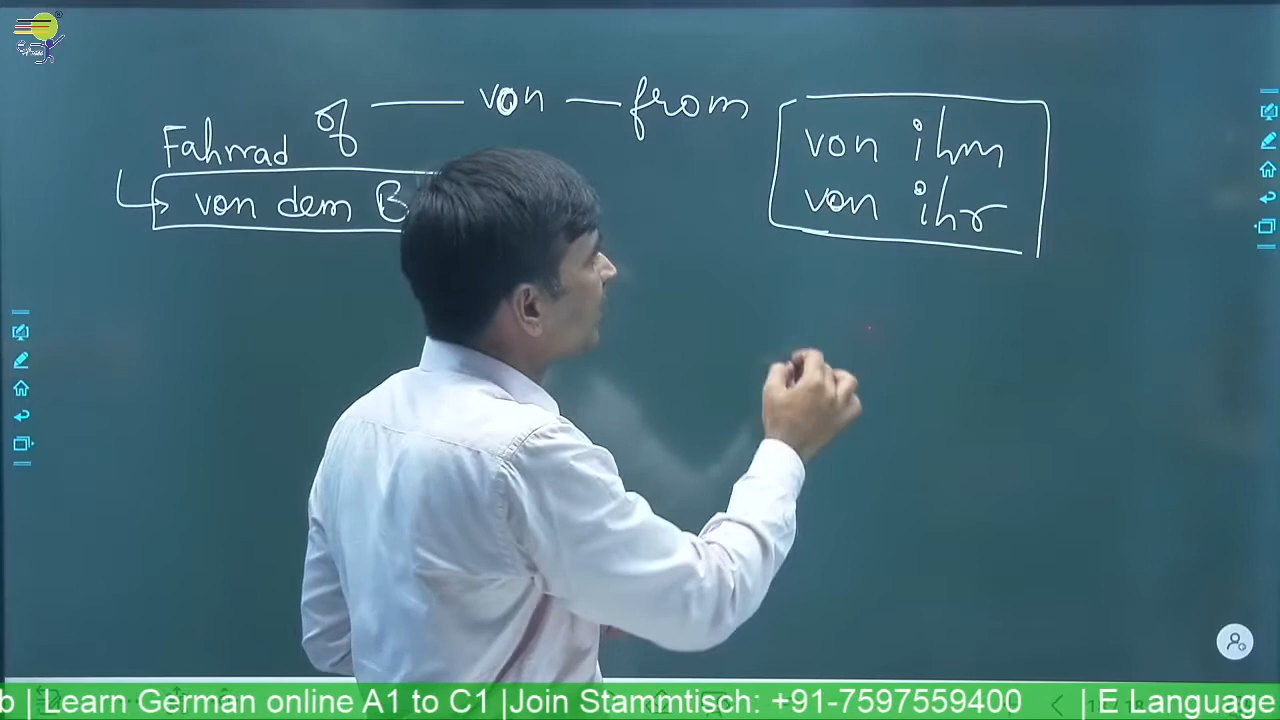 of — von — from
Fahrrad
von dem B
von ihm
von ihr
b | Learn German online A1 to C1 |Join Stammtisch: +91-7597559400 |E Language